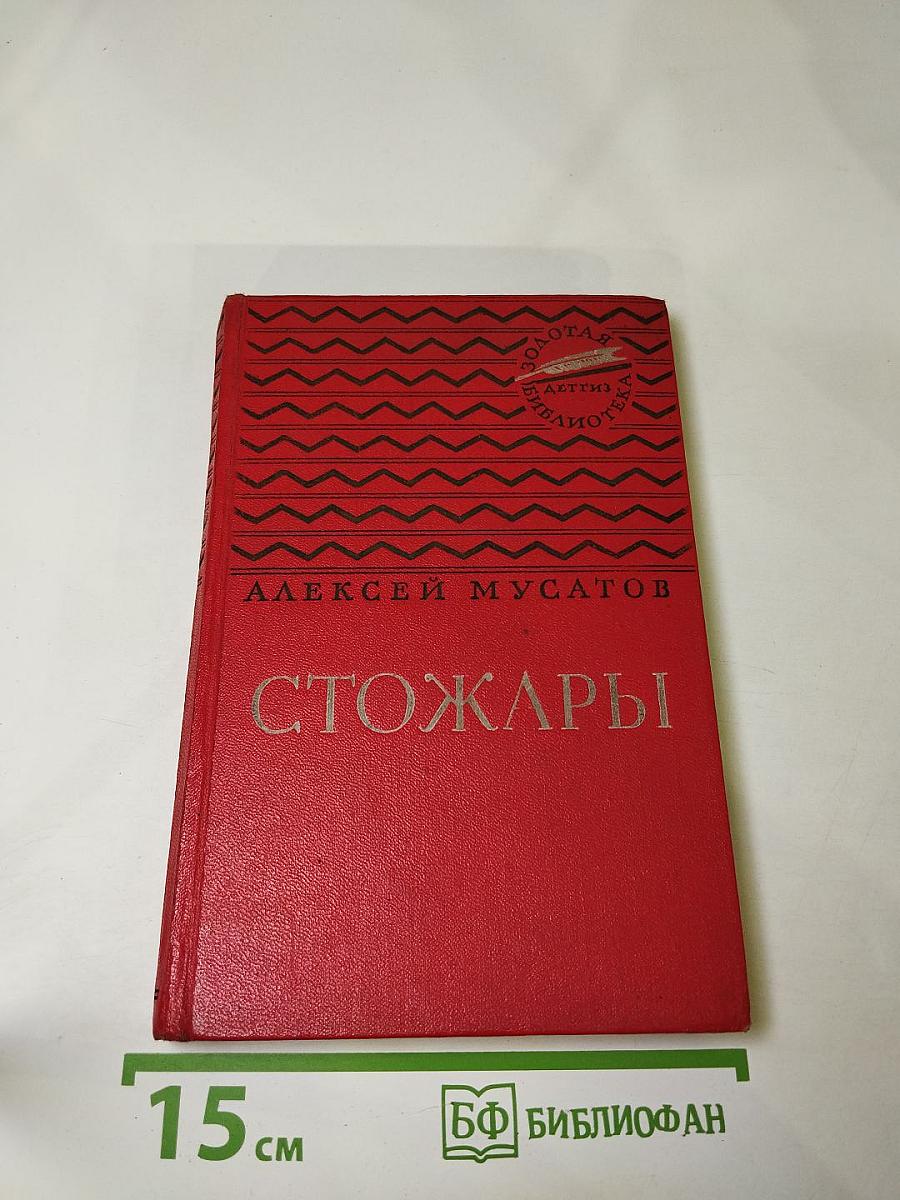 ЗОЛОТАЯ
ДЕТГИЗ
БИБЛИОТЕКА
АЛЕКСЕЙ МУСАТОВ
СТОЖАРЫ
15 см
БФ БИБЛИОФАН